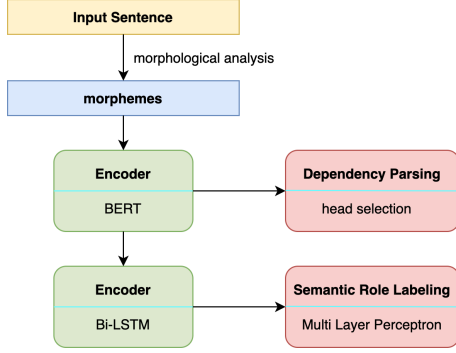 Input Sentence
morphological analysis
morphemes
Encoder
BERT
Dependency Parsing
head selection
Encoder
Bi-LSTM
Semantic Role Labeling
Multi Layer Perceptron